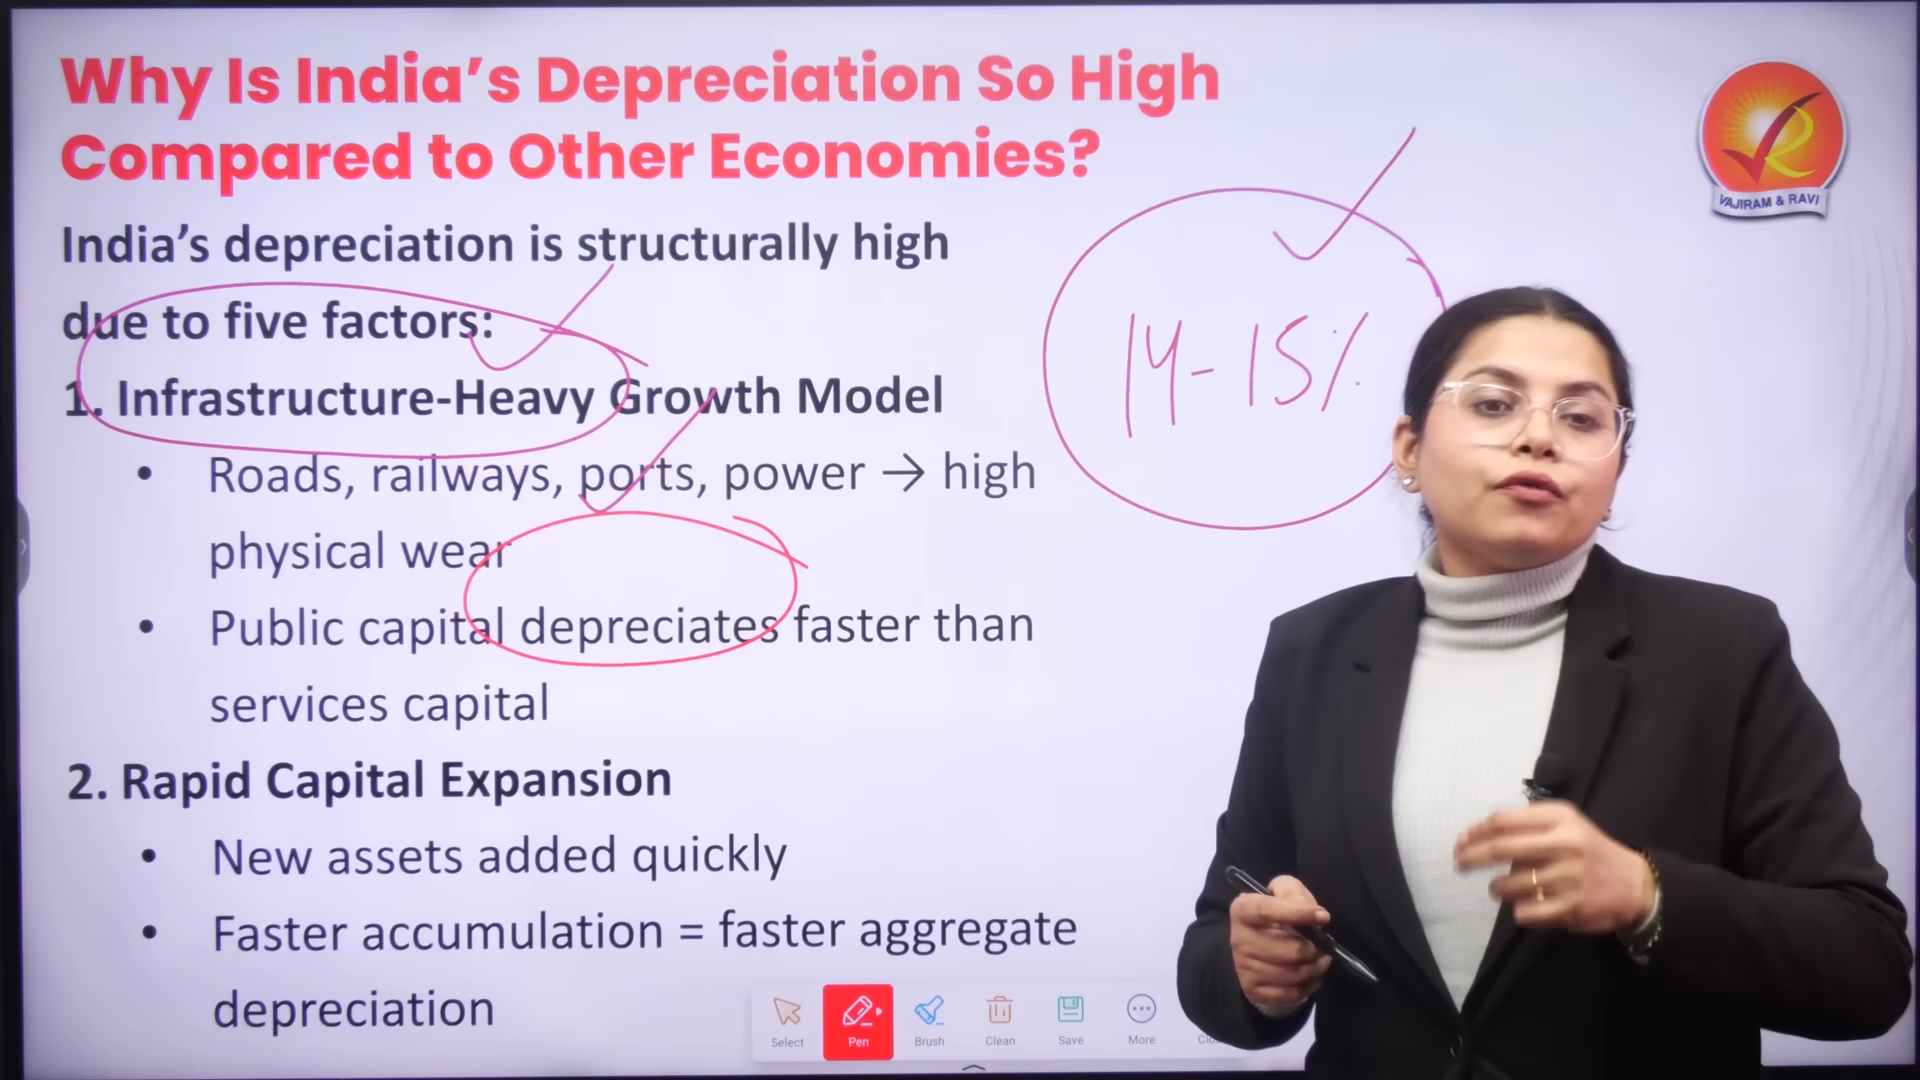 Why Is India’s Depreciation So High
Compared to Other Economies?
VAJIRAM & RAVI
India’s depreciation is structurally high
due to five factors:
14-15%
1. Infrastructure-Heavy Growth Model
• Roads, railways, ports, power → high
physical wear
• Public capital depreciates faster than
services capital
2. Rapid Capital Expansion
• New assets added quickly
• Faster accumulation = faster aggregate
depreciation
Select Pen Brush Clean Save More